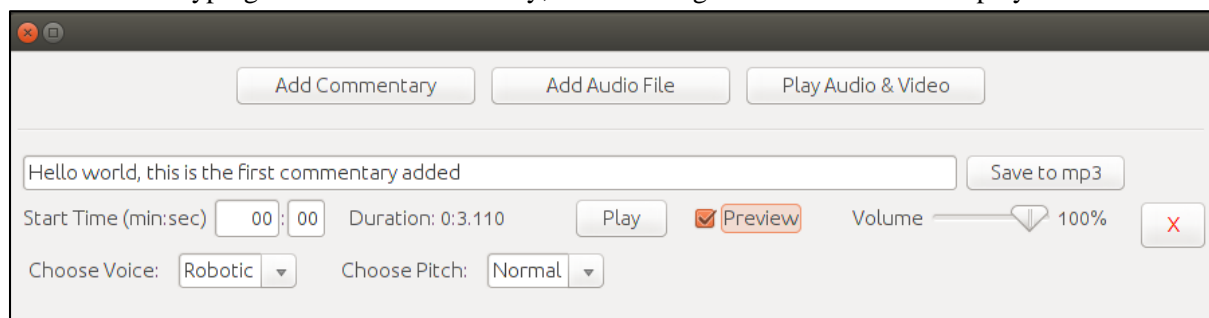 Add Commentary Add Audio File Play Audio & Video
Hello world, this is the first commentary added Save to mp3
Start Time (min:sec) 00 : 00 Duration: 0:3.110 Play Preview Volume 100% X
Choose Voice: Robotic Choose Pitch: Normal